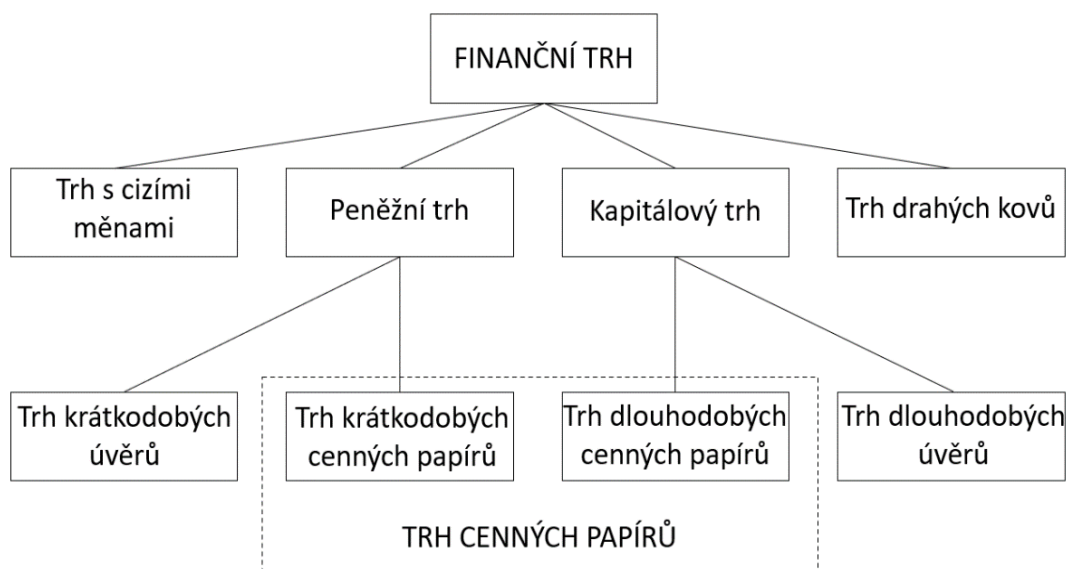 FINANČNÍ TRH
Trh s cizími
měnami
Peněžní trh
Kapitálový trh
Trh drahých kovů
Trh krátkodobých
úvěrů
Trh krátkodobých
cenných papírů
Trh dlouhodobých
cenných papírů
Trh dlouhodobých
úvěrů
TRH CENNÝCH PAPÍRŮ